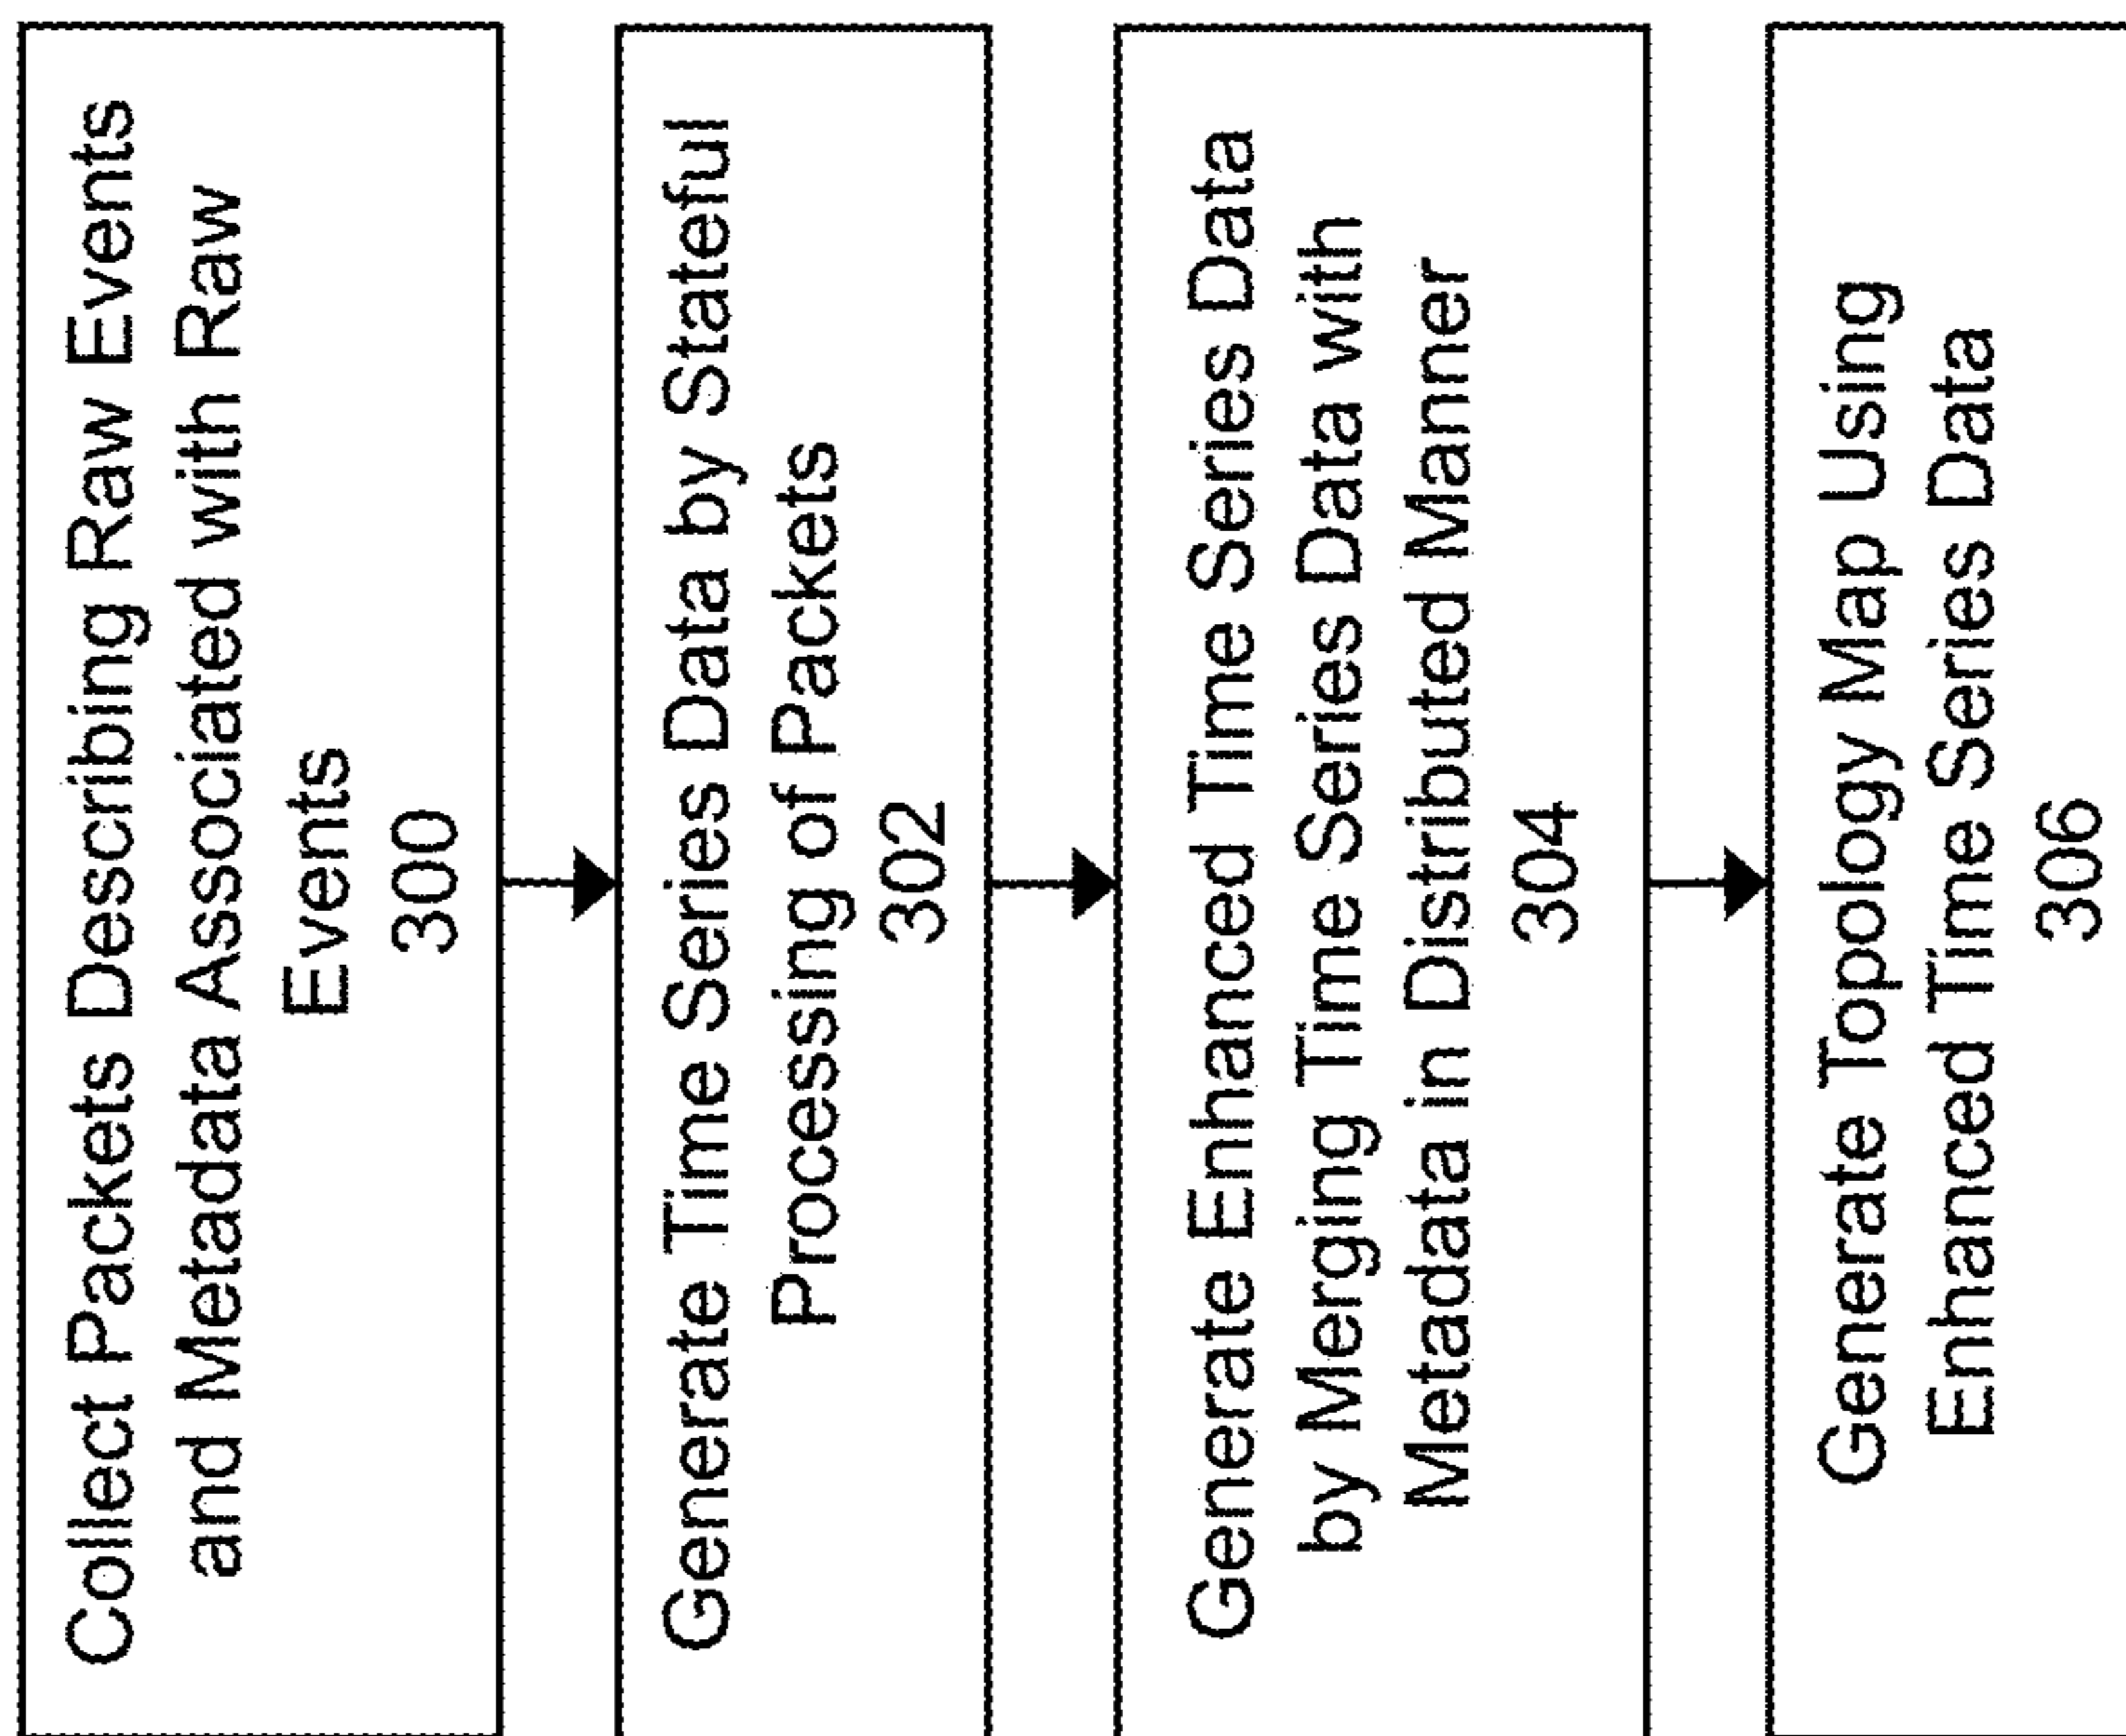 Collect Packets Describing Raw Events
and Metadata Associated with Raw
Events
300
Generate Time Series Data by Stateful
Processing of Packets
302
Generate Enhanced Time Series Data
by Merging Time Series Data with
Metadata in Distributed Manner
304
Generate Topology Map Using
Enhanced Time Series Data
306